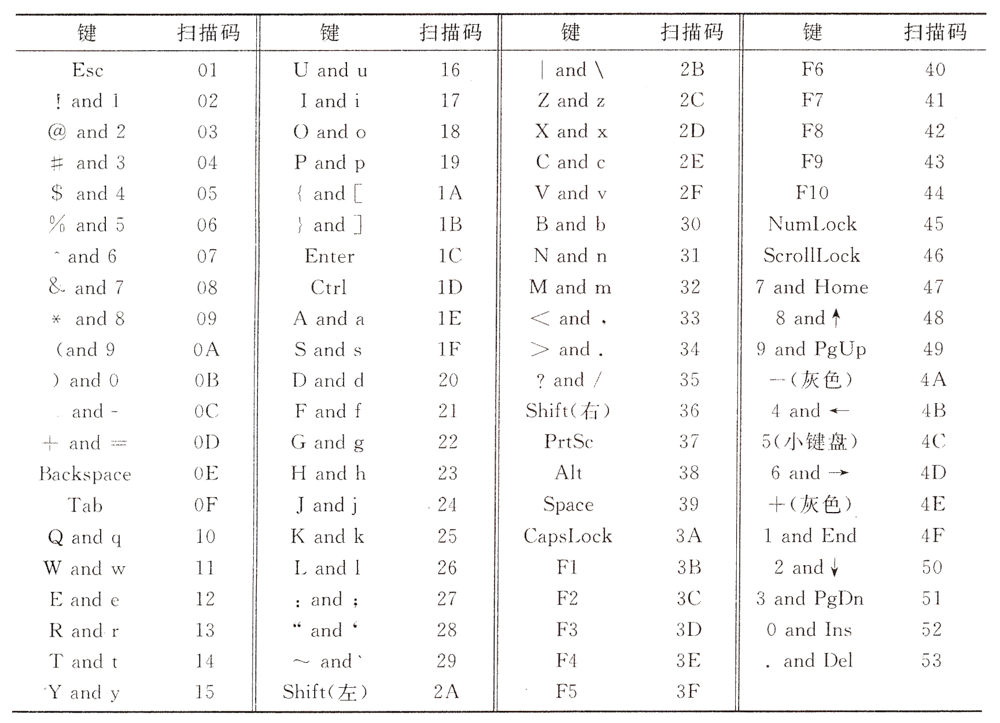 键 扫描码 键 扫描码 键 扫描码 键 扫描码
Esc 01 U and u 16 | and \ 2B F6 40
! and 1 02 I and i 17 Z and z 2C F7 41
@ and 2 03 O and o 18 X and x 2D F8 42
# and 3 04 P and p 19 C and c 2E F9 43
$ and 4 05 { and [ 1A V and v 2F F10 44
% and 5 06 } and ] 1B B and b 30 NumLock 45
^ and 6 07 Enter 1C N and n 31 ScrollLock 46
& and 7 08 Ctrl 1D M and m 32 7 and Home 47
* and 8 09 A and a 1E < and , 33 8 and ↑ 48
(and 9 0A S and s 1F > and . 34 9 and PgUp 49
) and 0 0B D and d 20 ? and / 35 —(灰色) 4A
and - 0C F and f 21 Shift(右) 36 4 and ← 4B
+ and = 0D G and g 22 PrtSc 37 5(小键盘) 4C
Backspace 0E H and h 23 Alt 38 6 and → 4D
Tab 0F J and j 24 Space 39 +(灰色) 4E
Q and q 10 K and k 25 CapsLock 3A 1 and End 4F
W and w 11 L and l 26 F1 3B 2 and ↓ 50
E and e 12 : and ; 27 F2 3C 3 and PgDn 51
R and r 13 “ and ‘ 28 F3 3D 0 and Ins 52
T and t 14 ~ and ` 29 F4 3E . and Del 53
Y and y 15 Shift(左) 2A F5 3F